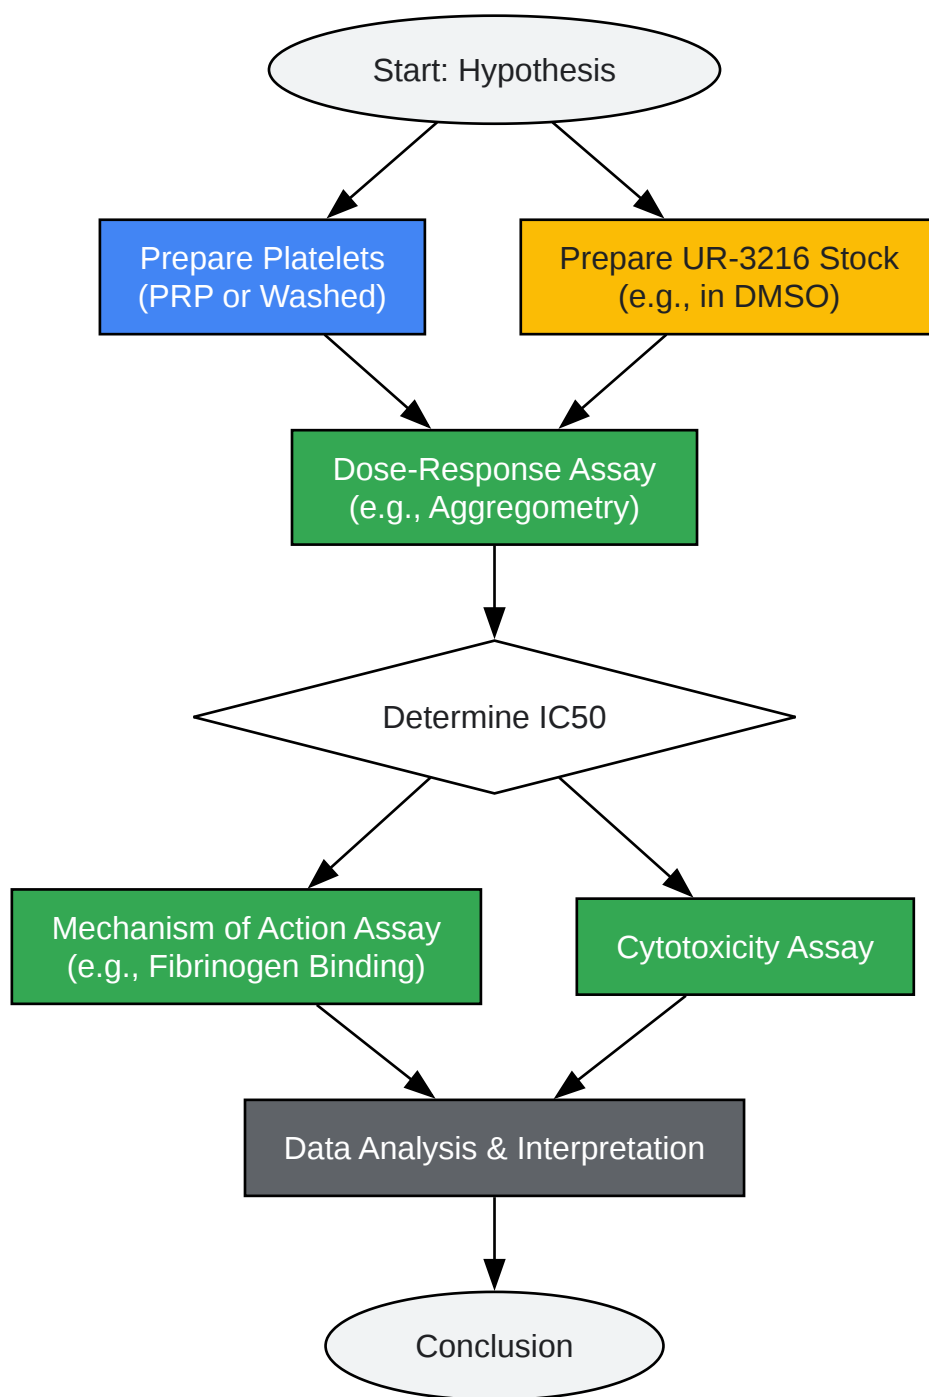 Start: Hypothesis
Prepare Platelets
(PRP or Washed)
Prepare UR-3216 Stock
(e.g., in DMSO)
Dose-Response Assay
(e.g., Aggregometry)
Determine IC50
Mechanism of Action Assay
(e.g., Fibrinogen Binding)
Cytotoxicity Assay
Data Analysis & Interpretation
Conclusion